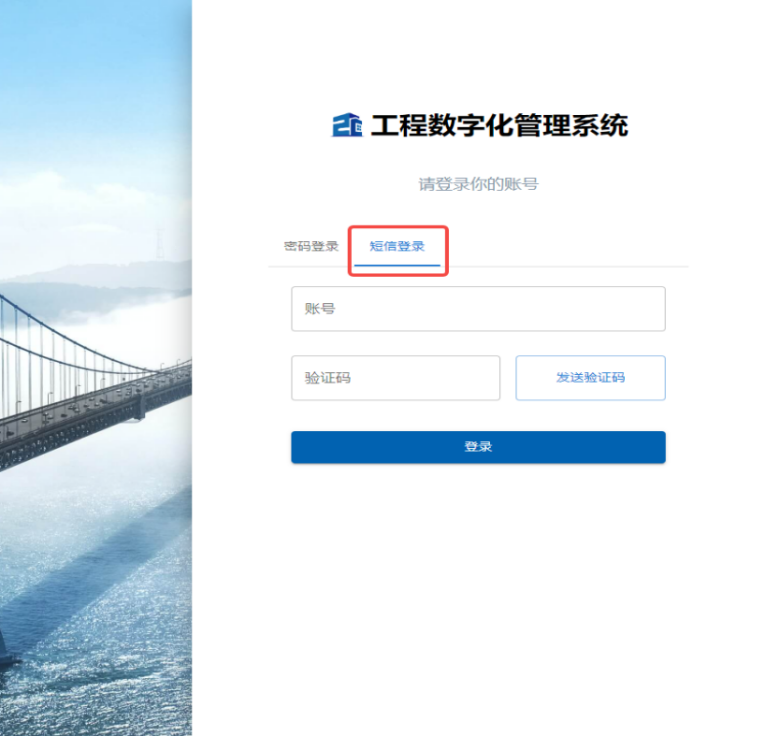 工程数字化管理系统
请登录你的账号
密码登录 短信登录
账号
验证码 发送验证码
登录